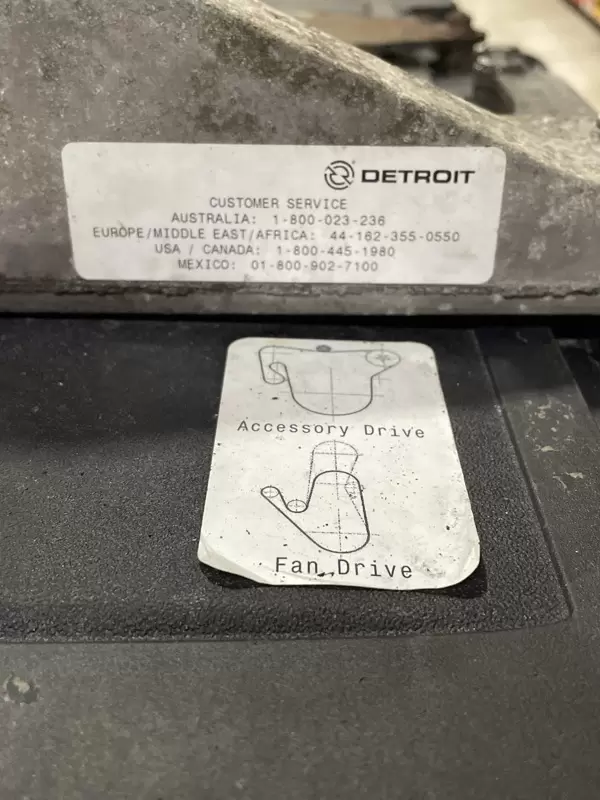 DETROIT
CUSTOMER SERVICE
AUSTRALIA: 1-800-023-236
EUROPE/MIDDLE EAST/AFRICA: 44-162-355-0550
USA / CANADA: 1-800-445-1980
MEXICO: 01-800-902-7100
Accessory Drive
Fan Drive